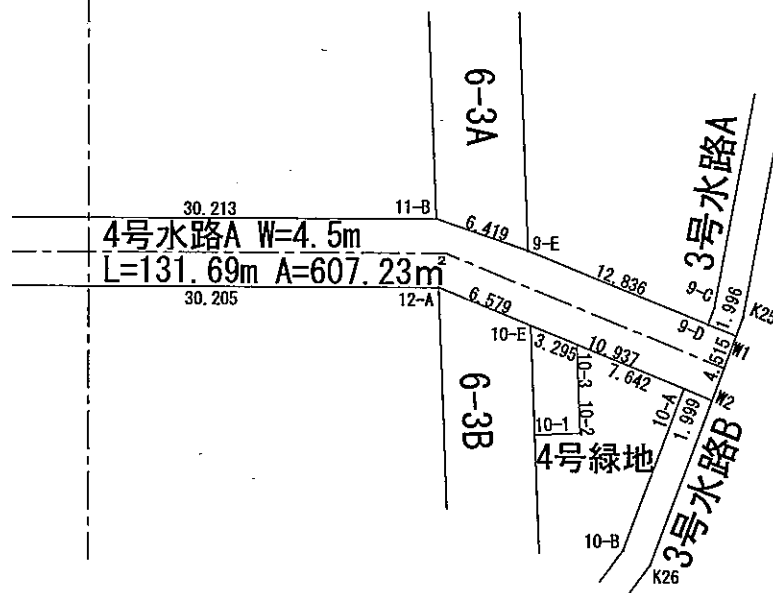 6-3A
3号水路A
30.213
11-B
6.419
9-E
4号水路A W=4.5m
L=131.69m A=607.23㎡
12.836
9-C
1.996
K25
30.205
12-A
6.579
9-D
W1
4.515
10-E
3.295
10.937
7.642
10-3
10-2
10-1
10-A
1.999
W2
6-3B
4号緑地
3号水路B
10-B
K26